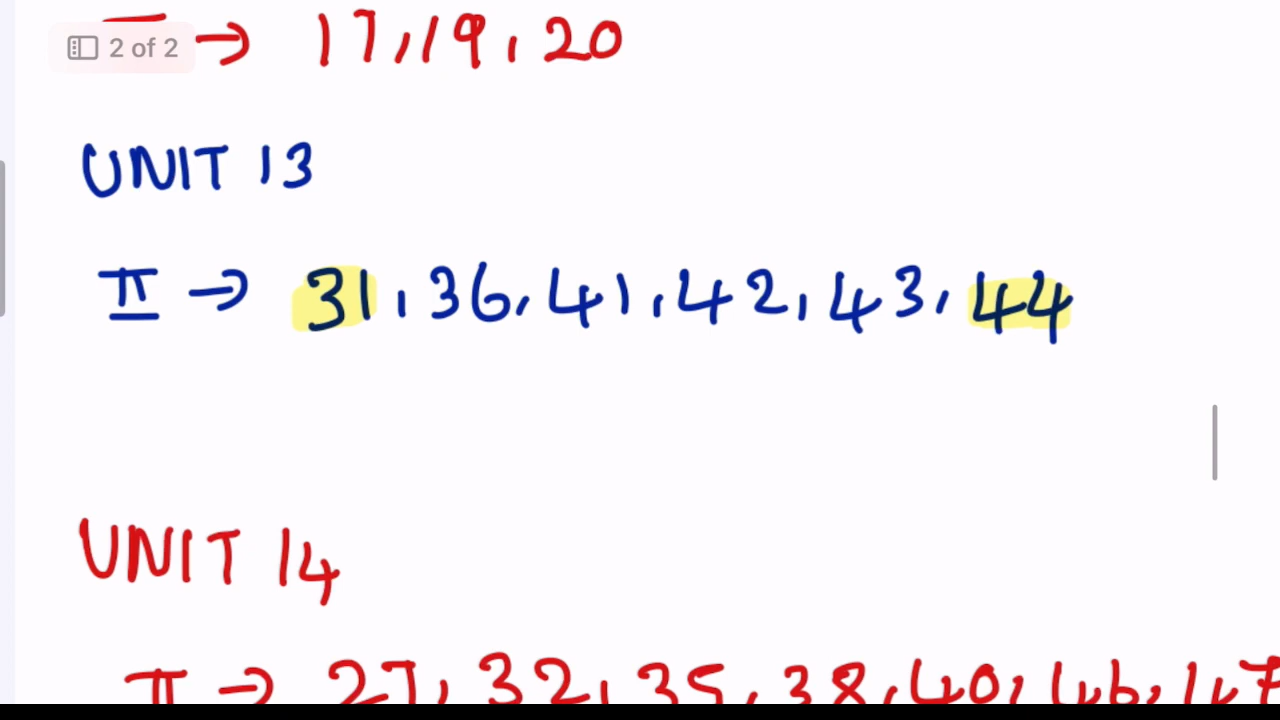 2 of 2
→ 17, 19, 20
UNIT 13
II → 31, 36, 41, 42, 43, 44
UNIT 14
II → 27, 32, 35, 38, 40, 46, 47